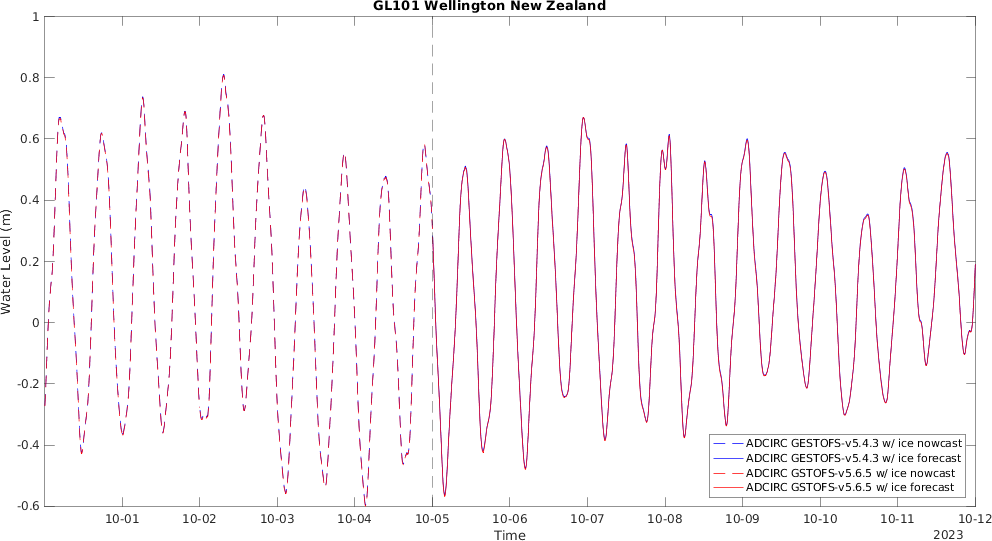 GL101 Wellington New Zealand
1
0.8
0.6
0.4
0.2
0
-0.2
-0.4
-0.6
Water Level (m)
ADCIRC GESTOFS-v5.4.3 w/ ice nowcast
ADCIRC GESTOFS-v5.4.3 w/ ice forecast
ADCIRC GSTOFS-v5.6.5 w/ ice nowcast
ADCIRC GSTOFS-v5.6.5 w/ ice forecast
10-01 10-02 10-03 10-04 10-05 10-06 10-07 10-08 10-09 10-10 10-11 10-12
Time
2023